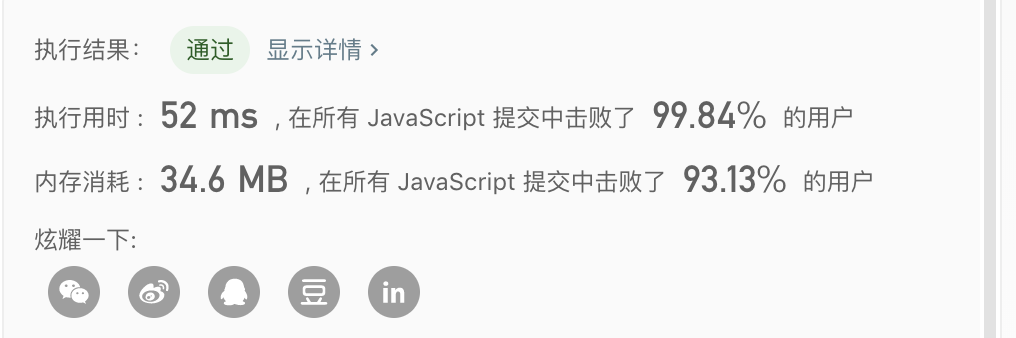 执行结果： 通过 显示详情 ›
执行用时： 52 ms ，在所有 JavaScript 提交中击败了 99.84% 的用户
内存消耗： 34.6 MB ，在所有 JavaScript 提交中击败了 93.13% 的用户
炫耀一下:
豆 in